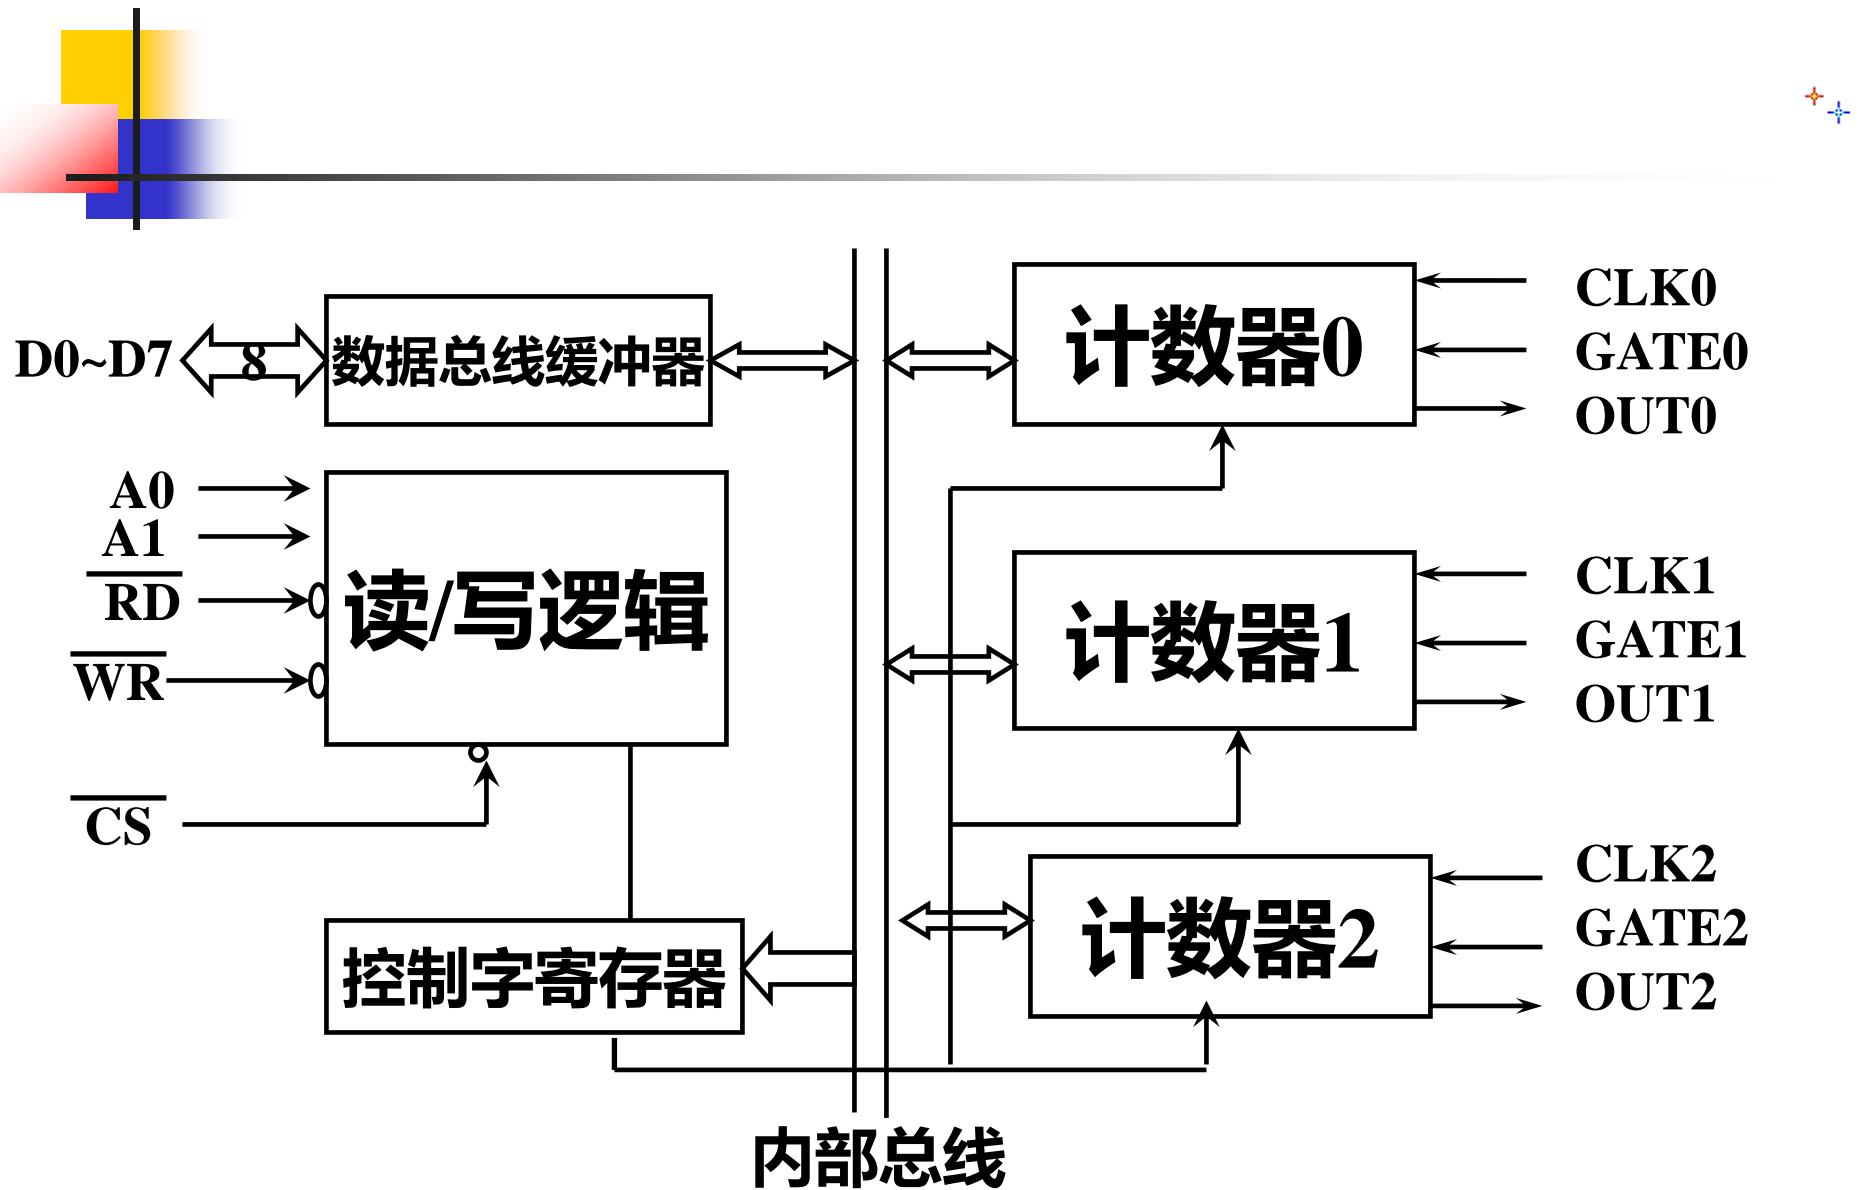 D0~D7
8
数据总线缓冲器
A0
A1
RD
WR
CS
读/写逻辑
控制字寄存器
内部总线
计数器0
CLK0
GATE0
OUT0
计数器1
CLK1
GATE1
OUT1
计数器2
CLK2
GATE2
OUT2